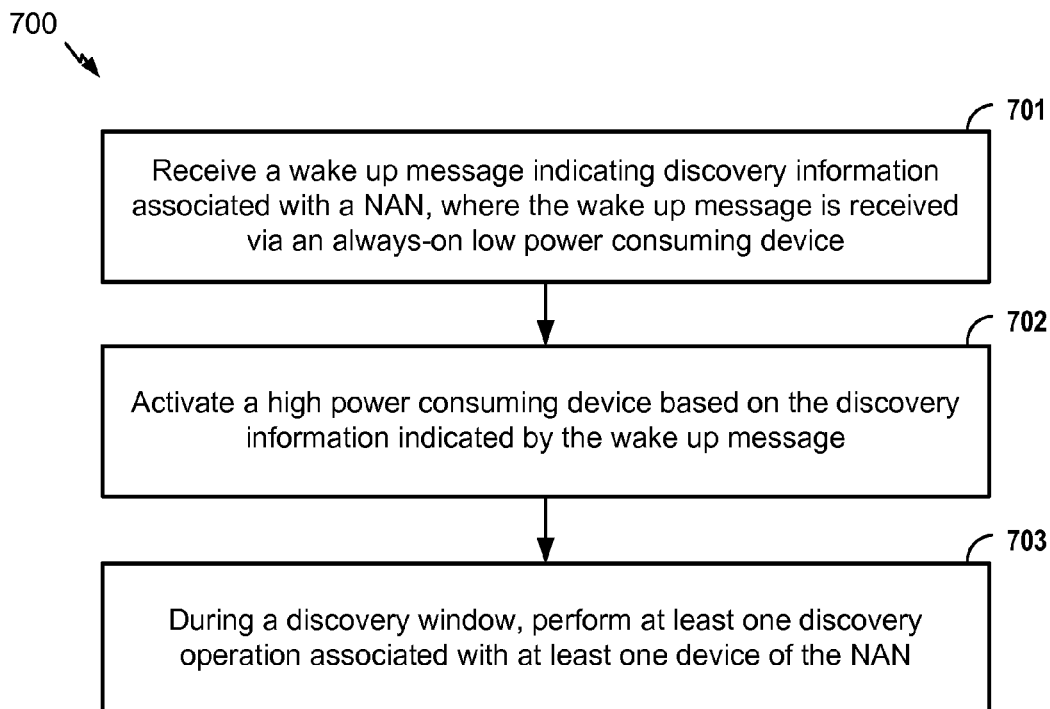 700
701
Receive a wake up message indicating discovery information
associated with a NAN, where the wake up message is received
via an always-on low power consuming device
702
Activate a high power consuming device based on the discovery
information indicated by the wake up message
703
During a discovery window, perform at least one discovery
operation associated with at least one device of the NAN